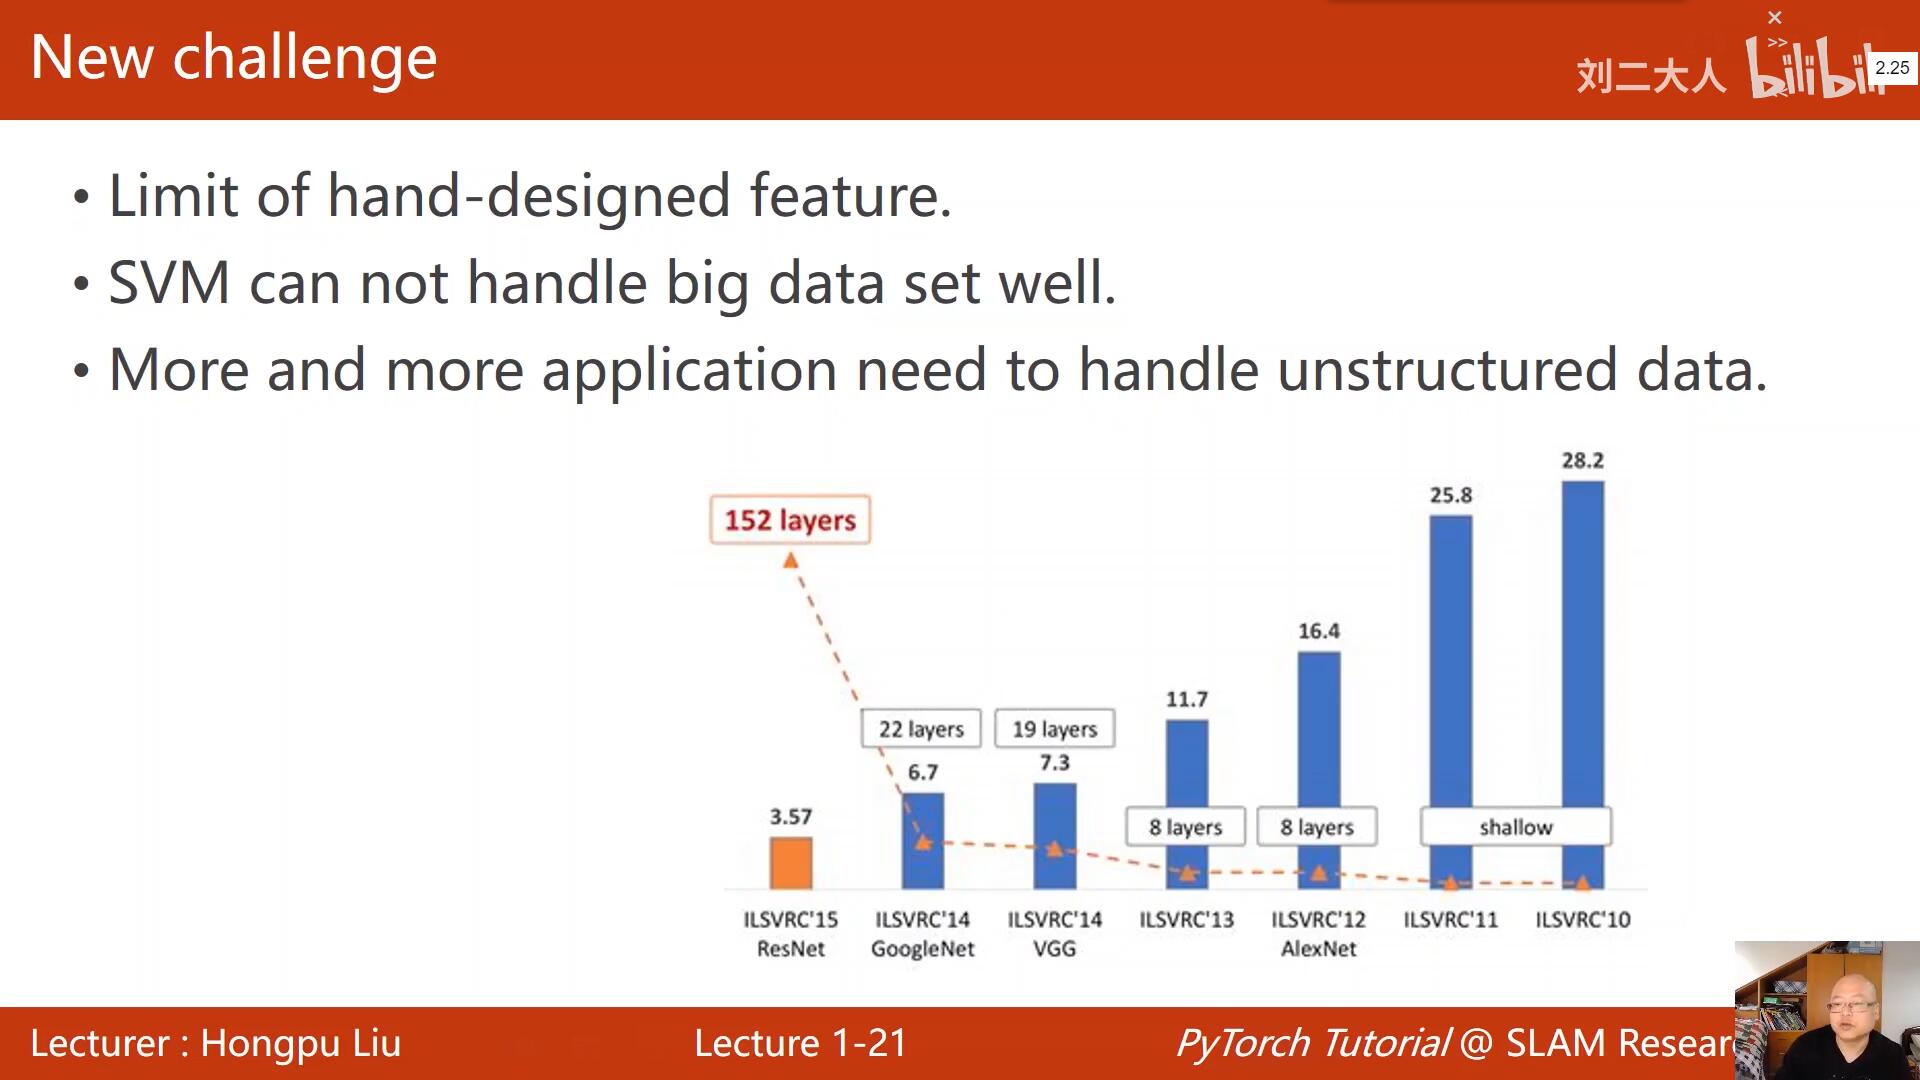 New challenge
刘二大人 bilibili
×
>>
2.25
• Limit of hand-designed feature.
• SVM can not handle big data set well.
• More and more application need to handle unstructured data.
28.2
25.8
152 layers
16.4
11.7
22 layers
19 layers
7.3
6.7
3.57
8 layers
8 layers
shallow
ILSVRC'15 ILSVRC'14 ILSVRC'14 ILSVRC'13 ILSVRC'12 ILSVRC'11 ILSVRC'10
ResNet GoogleNet VGG AlexNet
Lecturer : Hongpu Liu
Lecture 1-21
PyTorch Tutorial @ SLAM Resear